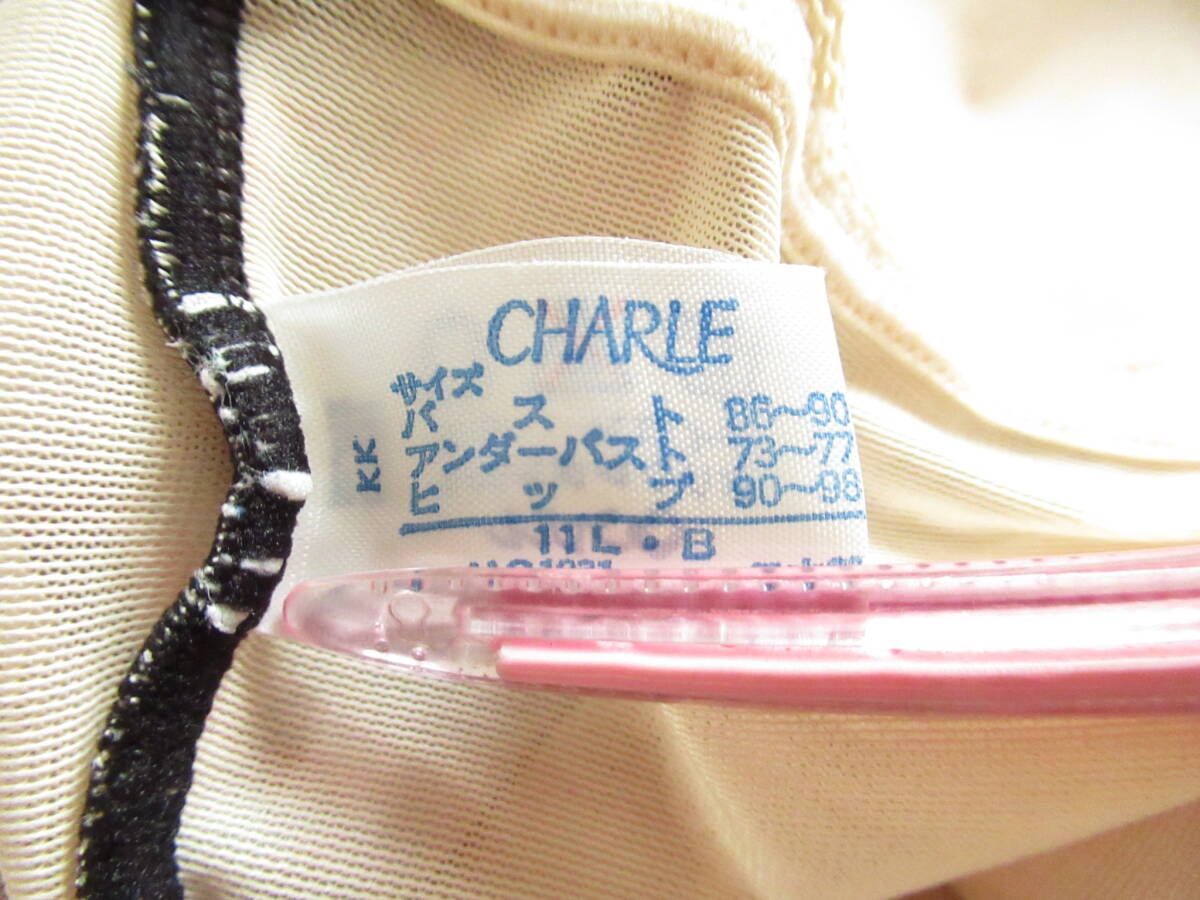 CHARLE
サイズ
バスト 86~90
アンダーバスト 73~77
ヒップ 90~98
11L・B
KK